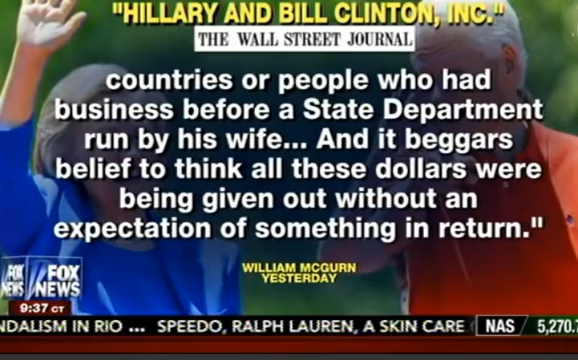 "HILLARY AND BILL CLINTON, INC."
THE WALL STREET JOURNAL
countries or people who had
business before a State Department
run by his wife... And it beggars
belief to think all these dollars were
being given out without an
expectation of something in return."
WILLIAM MCGURN
YESTERDAY
FOX
NEWS
FOX
NEWS
9:37 CT
NDALISM IN RIO ... SPEEDO, RALPH LAUREN, A SKIN CARE NAS 5,270.7